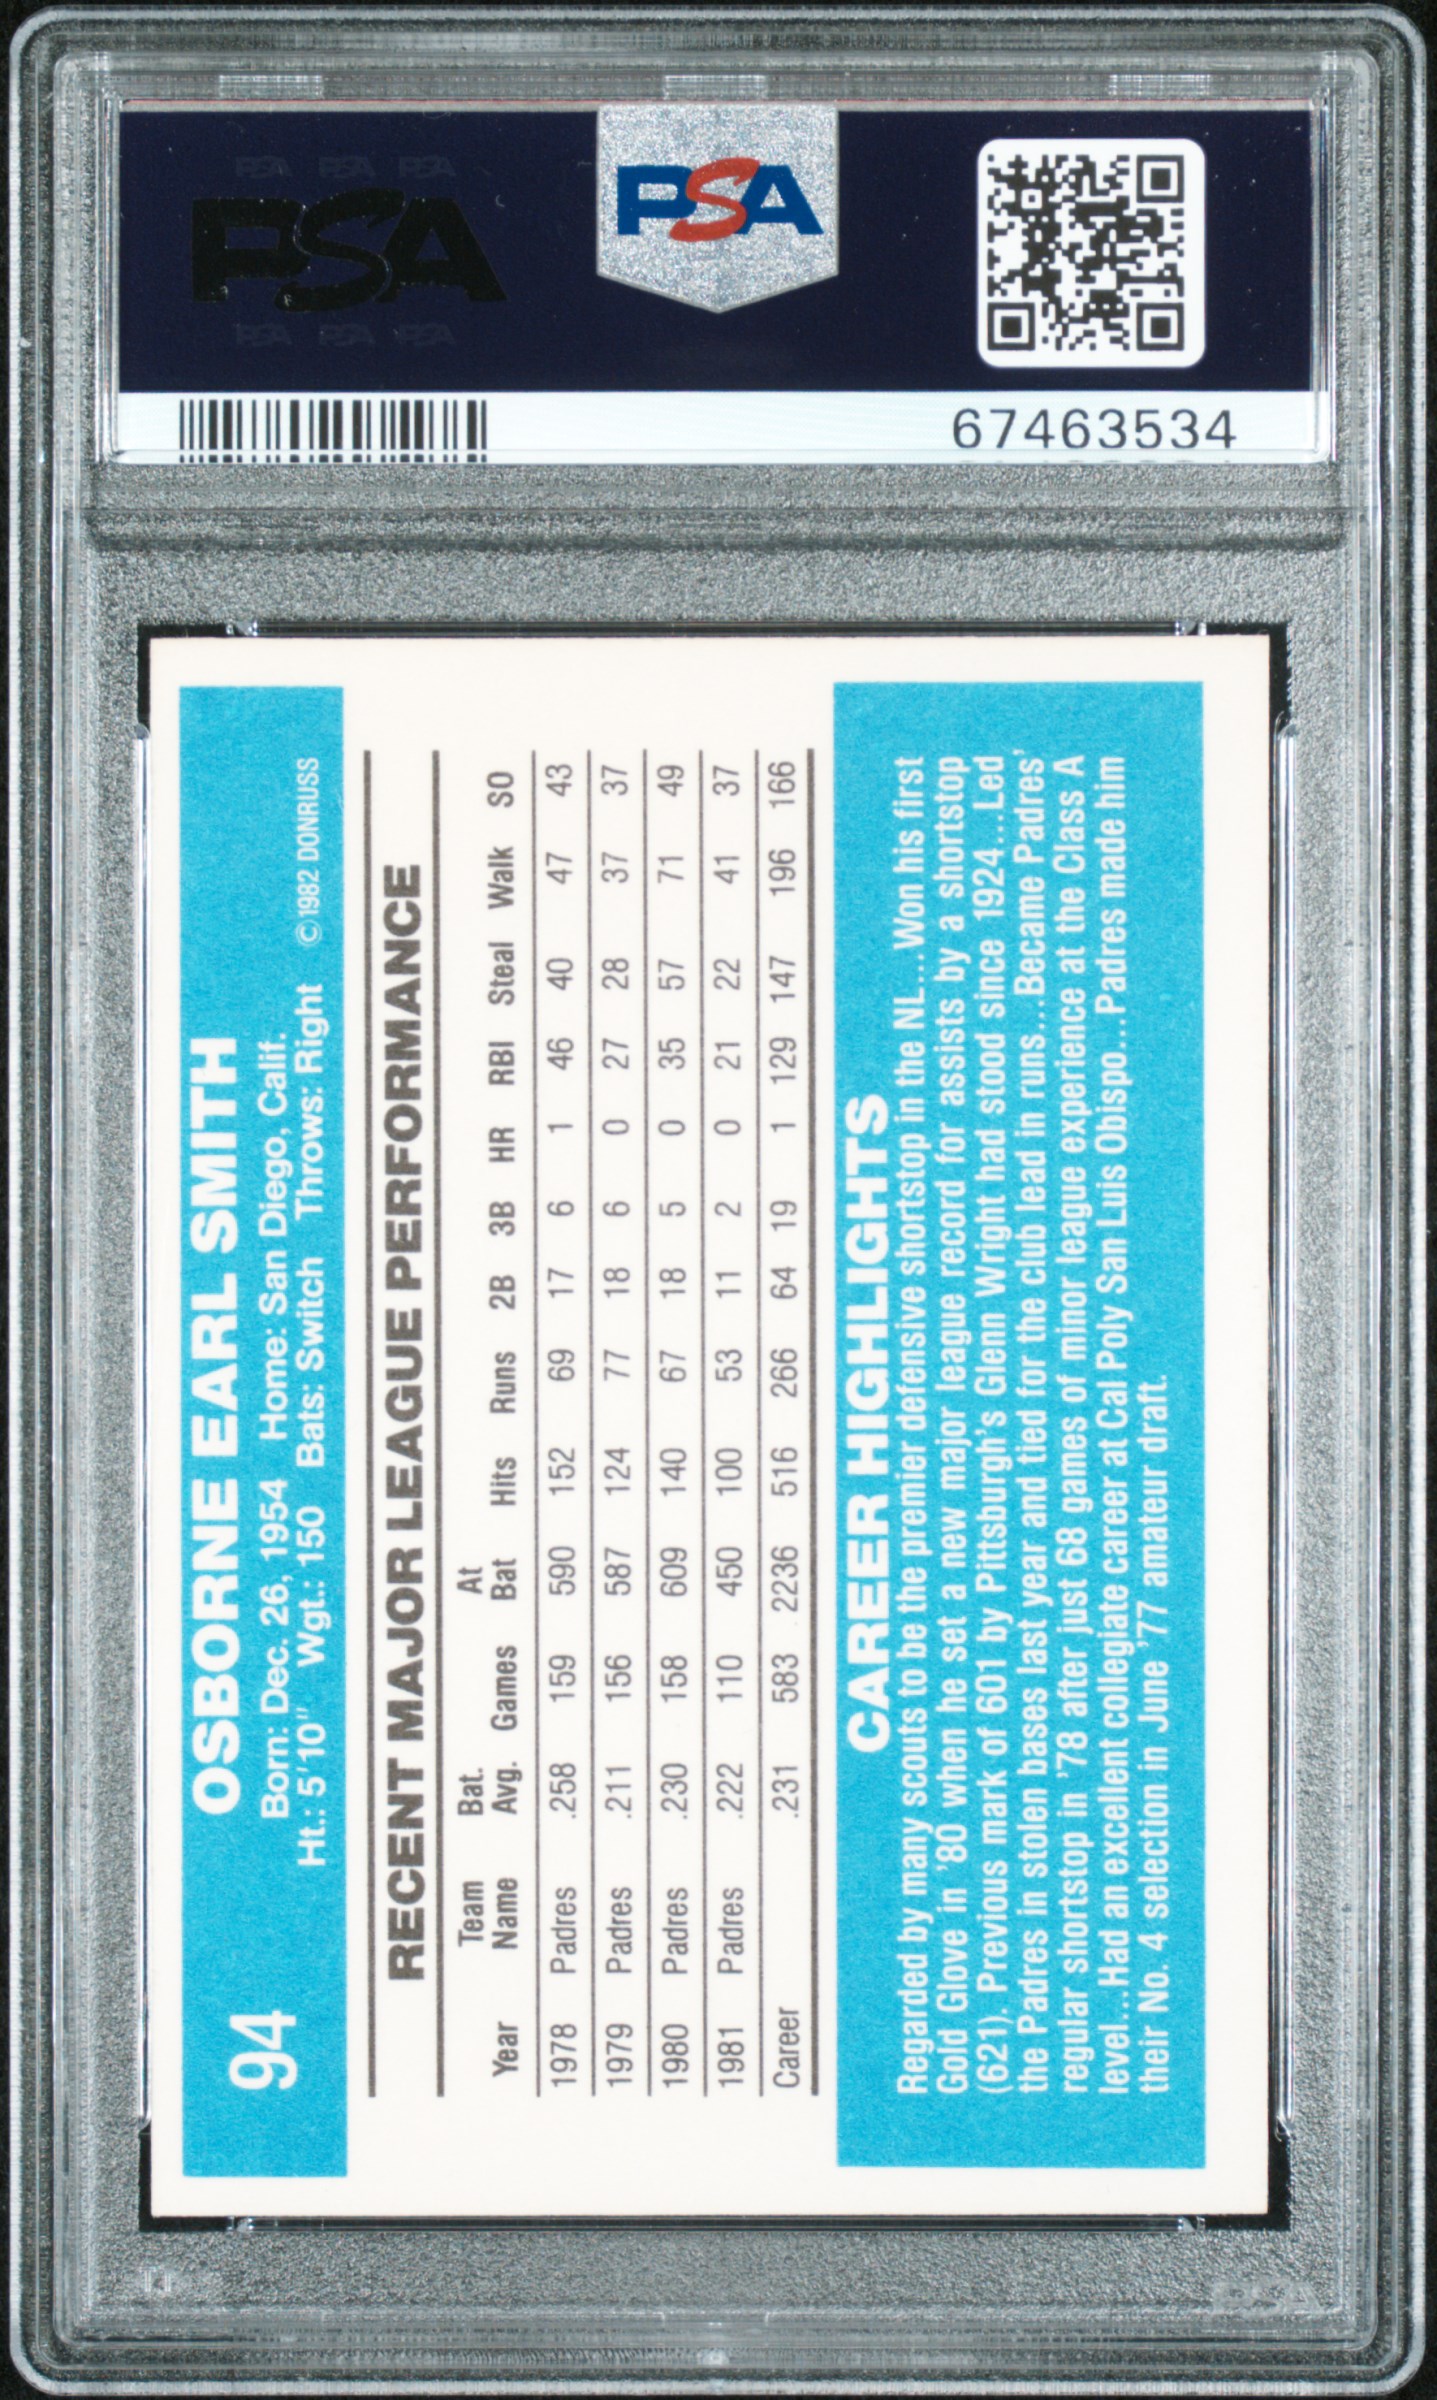 PSA PSA PSA
PSA
PSA PSA PSA
PSA
67463534
94
OSBORNE EARL SMITH
Born: Dec. 26, 1954 Home: San Diego, Calif.
Ht.: 5'10" Wgt.: 150 Bats: Switch Throws: Right ©1982 DONRUSS
RECENT MAJOR LEAGUE PERFORMANCE
Team Bat. At
Year Name Avg. Games Bat Hits Runs 2B 3B HR RBI Steal Walk SO
1978 Padres .258 159 590 152 69 17 6 1 46 40 47 43
1979 Padres .211 156 587 124 77 18 6 0 27 28 37 37
1980 Padres .230 158 609 140 67 18 5 0 35 57 71 49
1981 Padres .222 110 450 100 53 11 2 0 21 22 41 37
Career .231 583 2236 516 266 64 19 1 129 147 196 166
CAREER HIGHLIGHTS
Regarded by many scouts to be the premier defensive shortstop in the NL...Won his first
Gold Glove in '80 when he set a new major league record for assists by a shortstop
(621). Previous mark of 601 by Pittsburgh's Glenn Wright had stood since 1924...Led
the Padres in stolen bases last year and tied for the club lead in runs...Became Padres'
regular shortstop in '78 after just 68 games of minor league experience at the Class A
level...Had an excellent collegiate career at Cal Poly San Luis Obispo...Padres made him
their No. 4 selection in June '77 amateur draft.
PSA